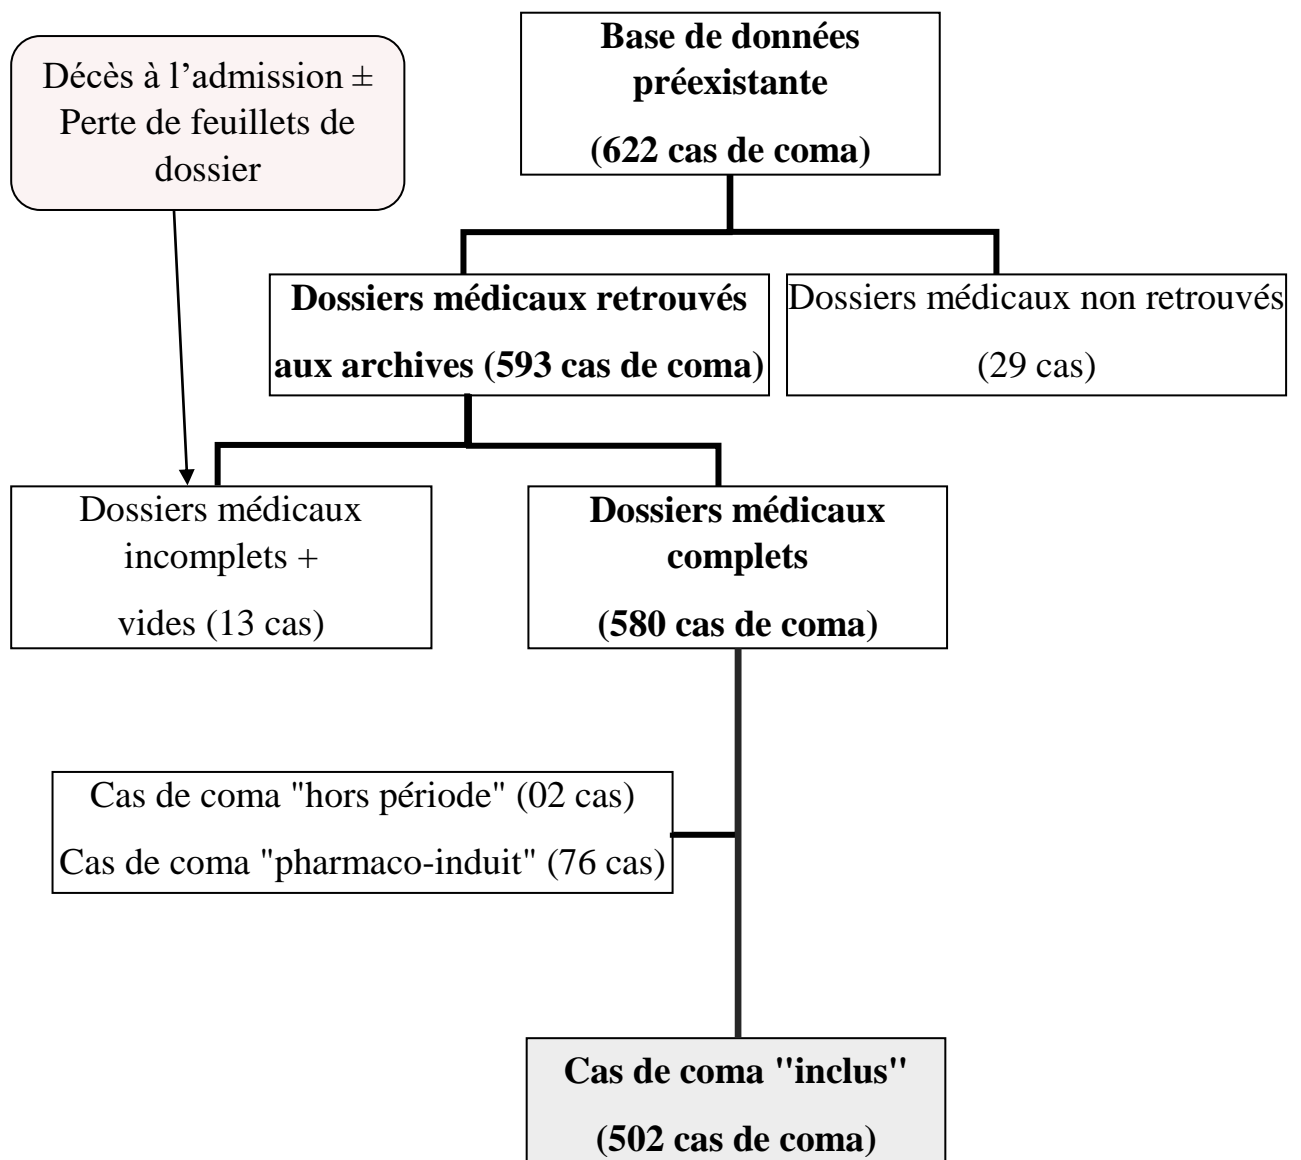 Base de données
préexistante
(622 cas de coma)
Décès à l’admission ±
Perte de feuillets de
dossier
Dossiers médicaux retrouvés
aux archives (593 cas de coma)
Dossiers médicaux non retrouvés
(29 cas)
Dossiers médicaux
incomplets +
vides (13 cas)
Dossiers médicaux
complets
(580 cas de coma)
Cas de coma "hors période" (02 cas)
Cas de coma "pharmaco-induit" (76 cas)
Cas de coma "inclus"
(502 cas de coma)